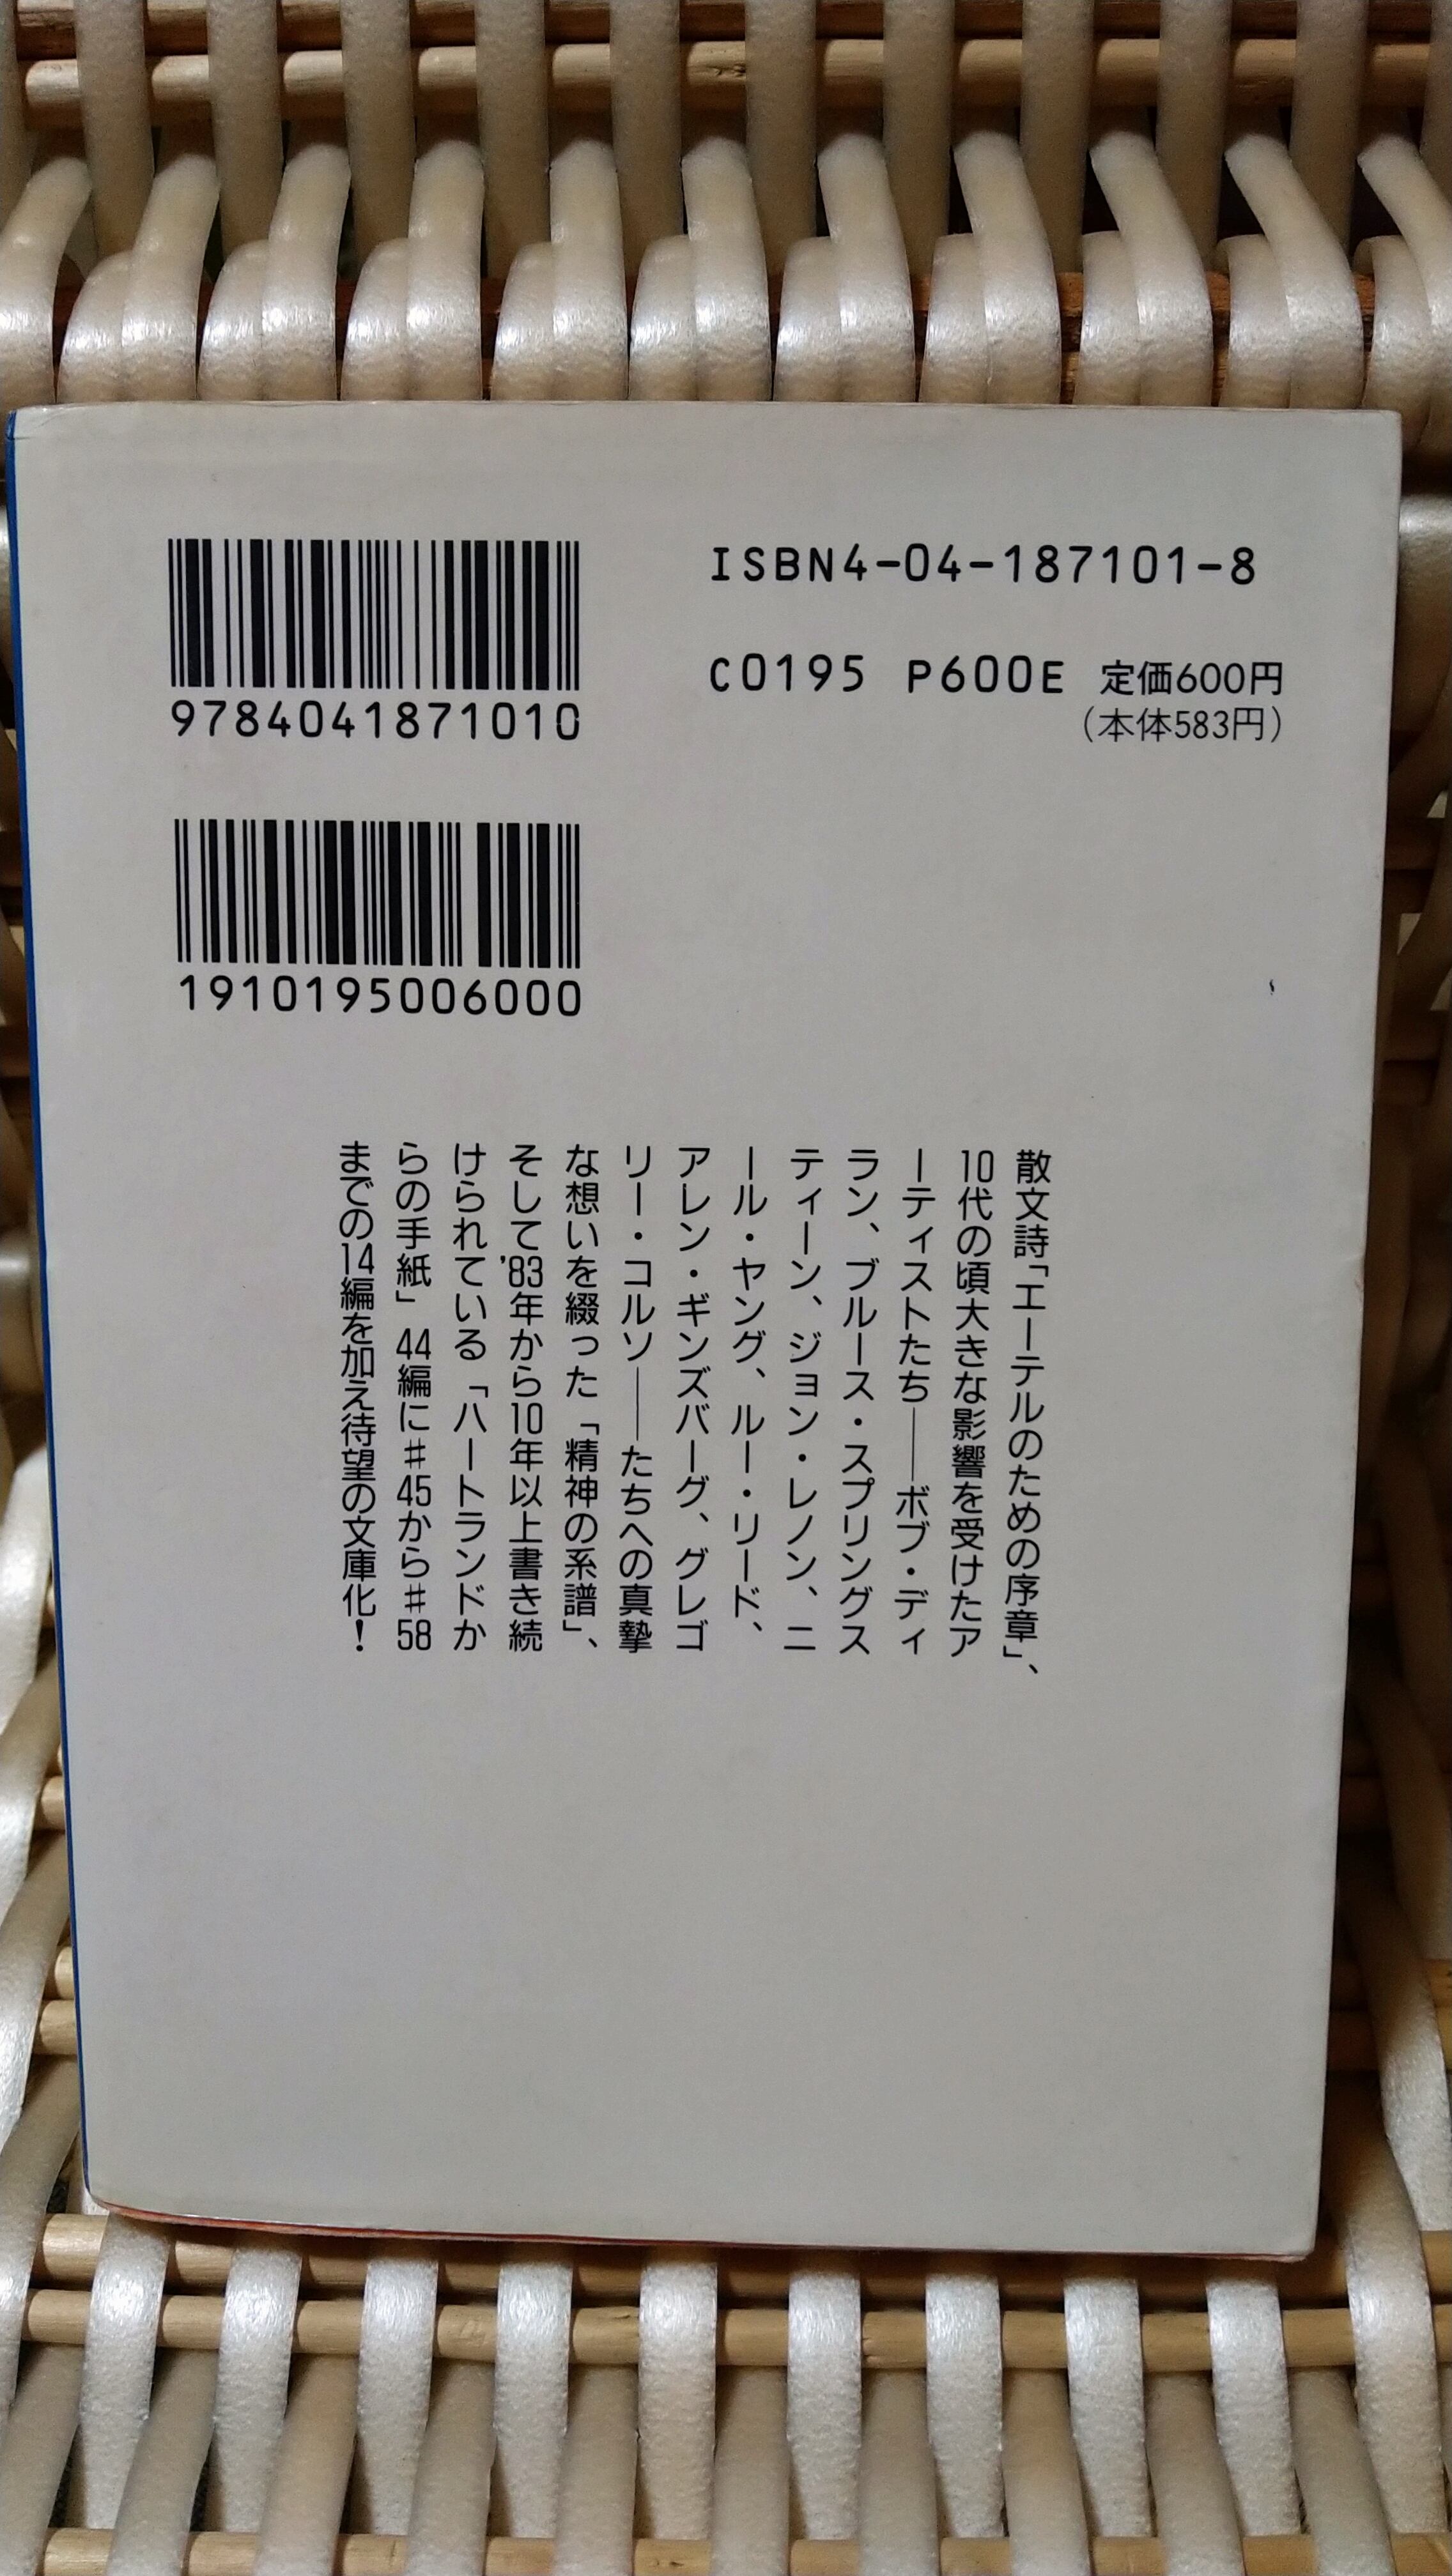 ISBN4-04-187101-8
C0195 P600E 定価600円
(本体583円)
9784041871010
1910195006000
散文詩「エーテルのための序章」、
10代の頃大きな影響を受けたア
ーティストたち――ボブ・ディ
ラン、ブルース・スプリングス
ティーン、ジョン・レノン、ニ
ール・ヤング、ルー・リード、
アレン・ギンズバーグ、グレゴ
リー・コルソ――たちへの真摯
な想いを綴った「精神の系譜」、
そして'83年から10年以上書き続
けられている「ハートランドか
らの手紙」44編に♯45から♯58
までの14編を加え待望の文庫化!